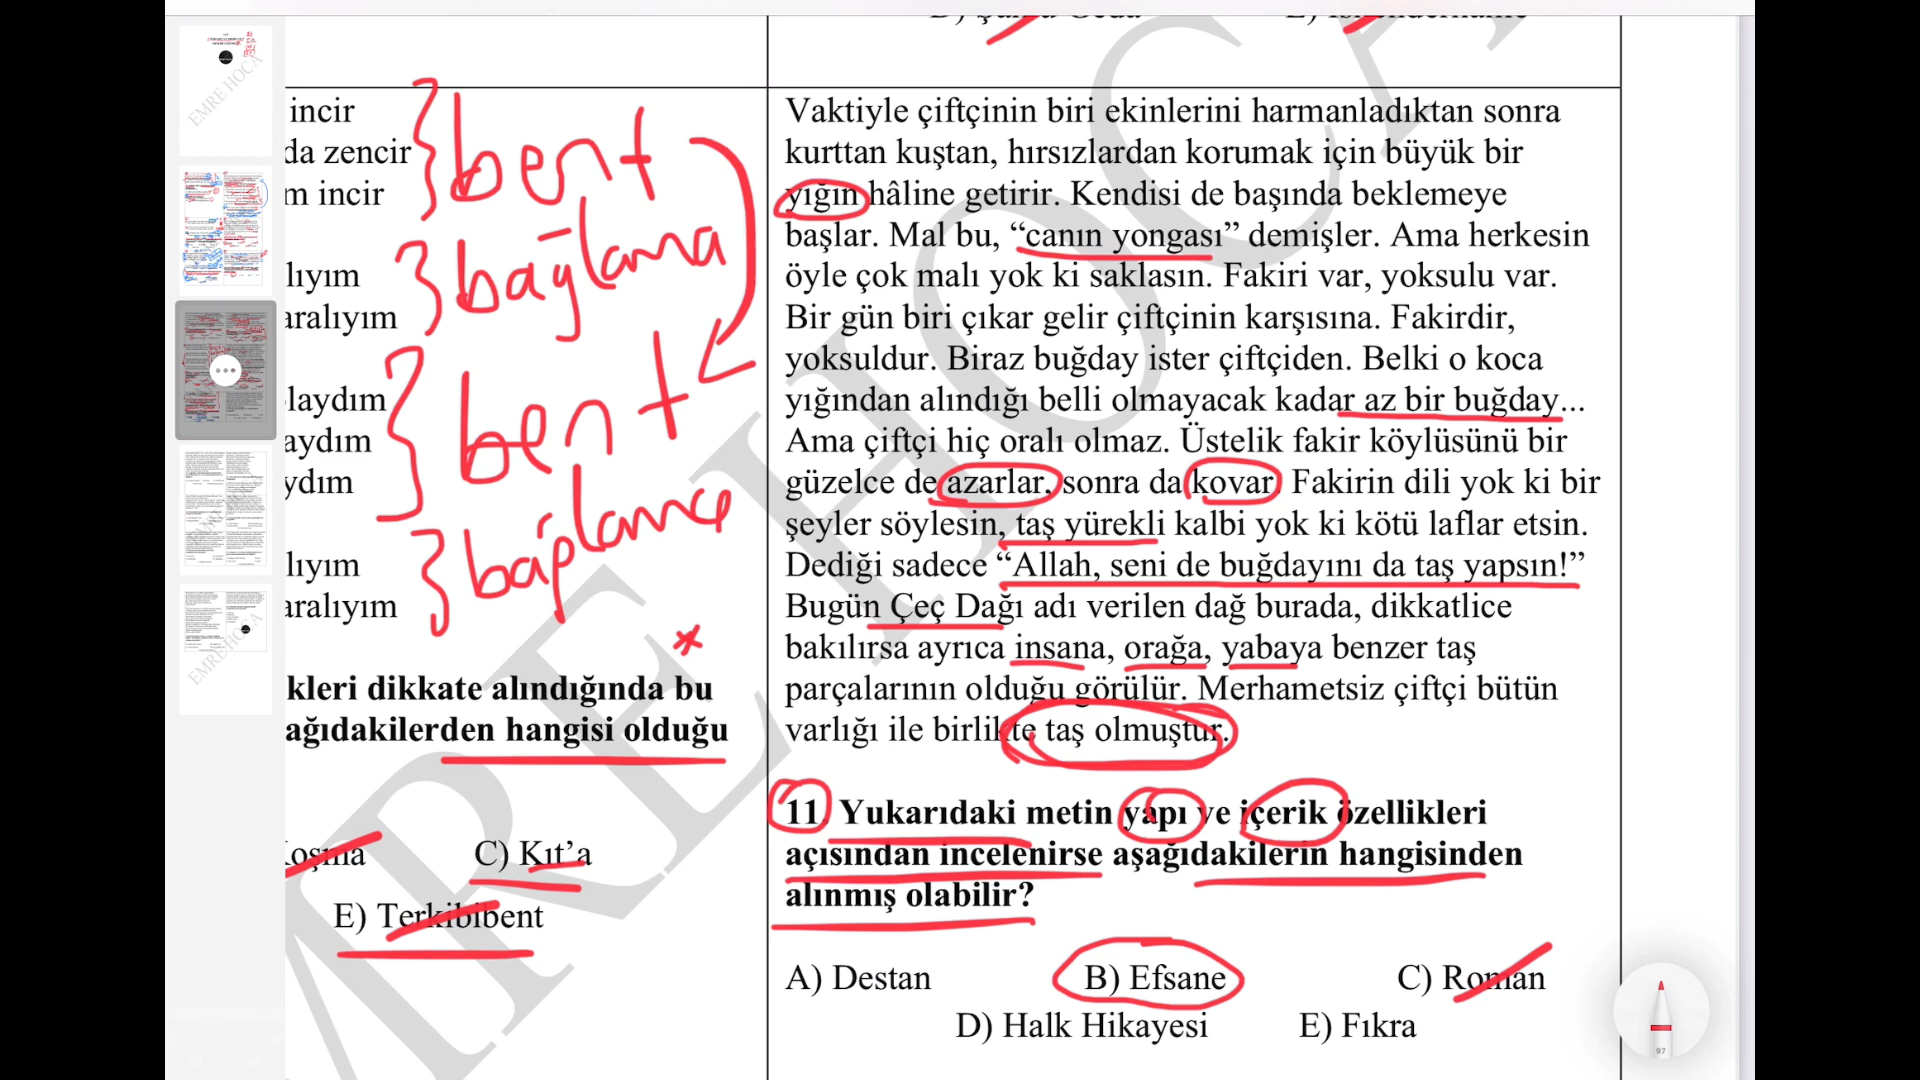 incir
da zencir
m incir
lıyım
aralıyım
laydım
aydım
ydım
lıyım
aralıyım
bent
bağlama
bent
bağlama
*
kleri dikkate alındığında bu
ağıdakilerden hangisi olduğu
Koşma C) Kıt’a
E) Terkibibent
Vaktiyle çiftçinin biri ekinlerini harmanladıktan sonra
kurttan kuştan, hırsızlardan korumak için büyük bir
yığın hâline getirir. Kendisi de başında beklemeye
başlar. Mal bu, “canın yongası” demişler. Ama herkesin
öyle çok malı yok ki saklasın. Fakiri var, yoksulu var.
Bir gün biri çıkar gelir çiftçinin karşısına. Fakirdir,
yoksuldur. Biraz buğday ister çiftçiden. Belki o koca
yığından alındığı belli olmayacak kadar az bir buğday...
Ama çiftçi hiç oralı olmaz. Üstelik fakir köylüsünü bir
güzelce de azarlar, sonra da kovar. Fakirin dili yok ki bir
şeyler söylesin, taş yürekli kalbi yok ki kötü laflar etsin.
Dediği sadece “Allah, seni de buğdayını da taş yapsın!”
Bugün Çeç Dağı adı verilen dağ burada, dikkatlice
bakılırsa ayrıca insana, orağa, yabaya benzer taş
parçalarının olduğu görülür. Merhametsiz çiftçi bütün
varlığı ile birlikte taş olmuştur.
11. Yukarıdaki metin yapı ve içerik özellikleri
açısından incelenirse aşağıdakilerin hangisinden
alınmış olabilir?
A) Destan B) Efsane C) Roman
D) Halk Hikayesi E) Fıkra
EMRE HOCA
97